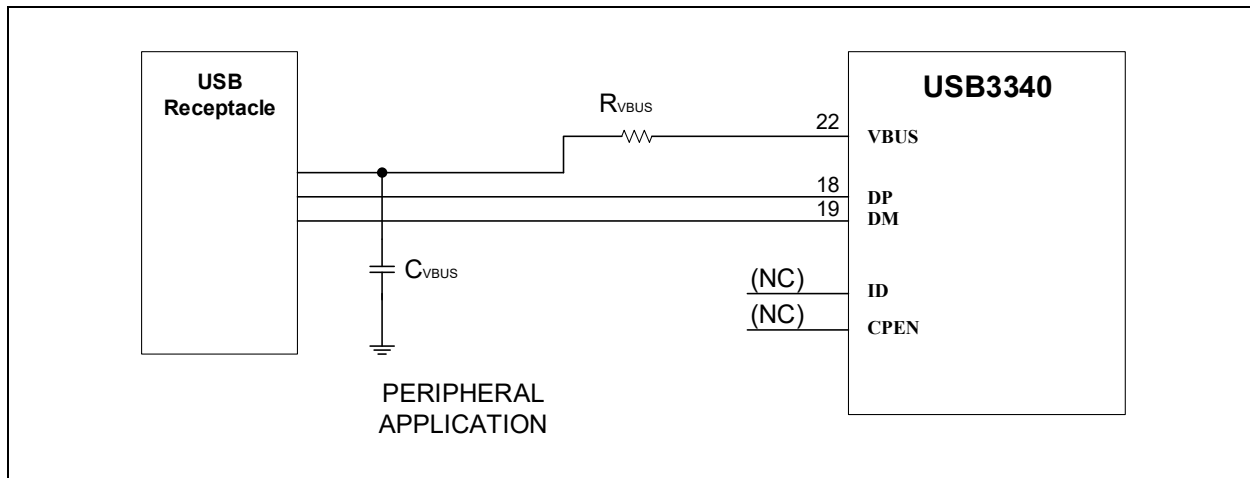 USB
Receptacle
USB3340
RVBUS
22
VBUS
18
DP
19
DM
CVBUS
(NC)
ID
(NC)
CPEN
PERIPHERAL
APPLICATION